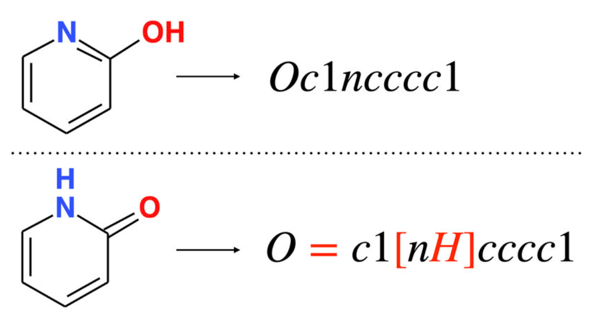 N OH
Oc1ncccc1
H
N O
O = c1[nH]cccc1